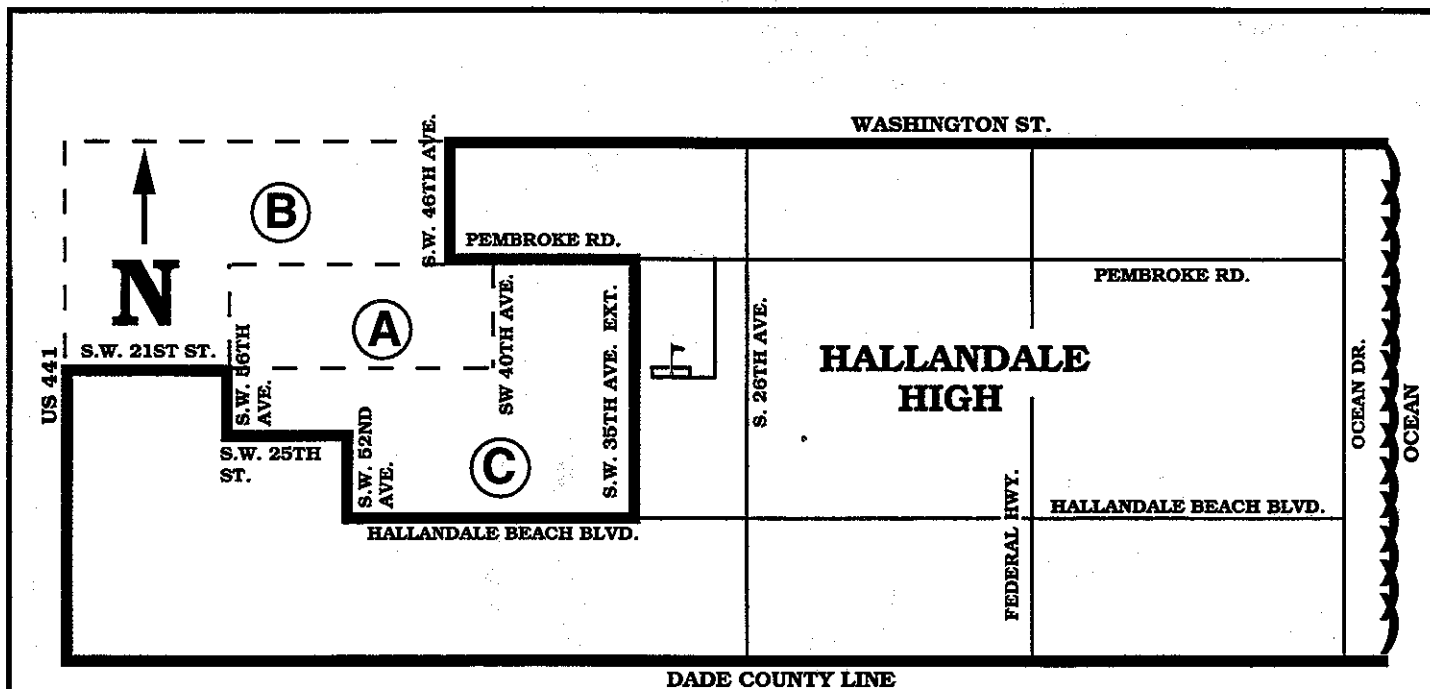 WASHINGTON ST.
S.W. 46TH AVE.
B
PEMBROKE RD.
PEMBROKE RD.
N
A
SW 40TH AVE.
S.W. 35TH AVE. EXT.
S. 26TH AVE.
HALLANDALE
HIGH
OCEAN DR.
OCEAN
US 441
S.W. 21ST ST.
S.W. 56TH
AVE.
S.W. 25TH
ST.
S.W. 52ND
AVE.
C
HALLANDALE BEACH BLVD.
FEDERAL HWY.
HALLANDALE BEACH BLVD.
DADE COUNTY LINE